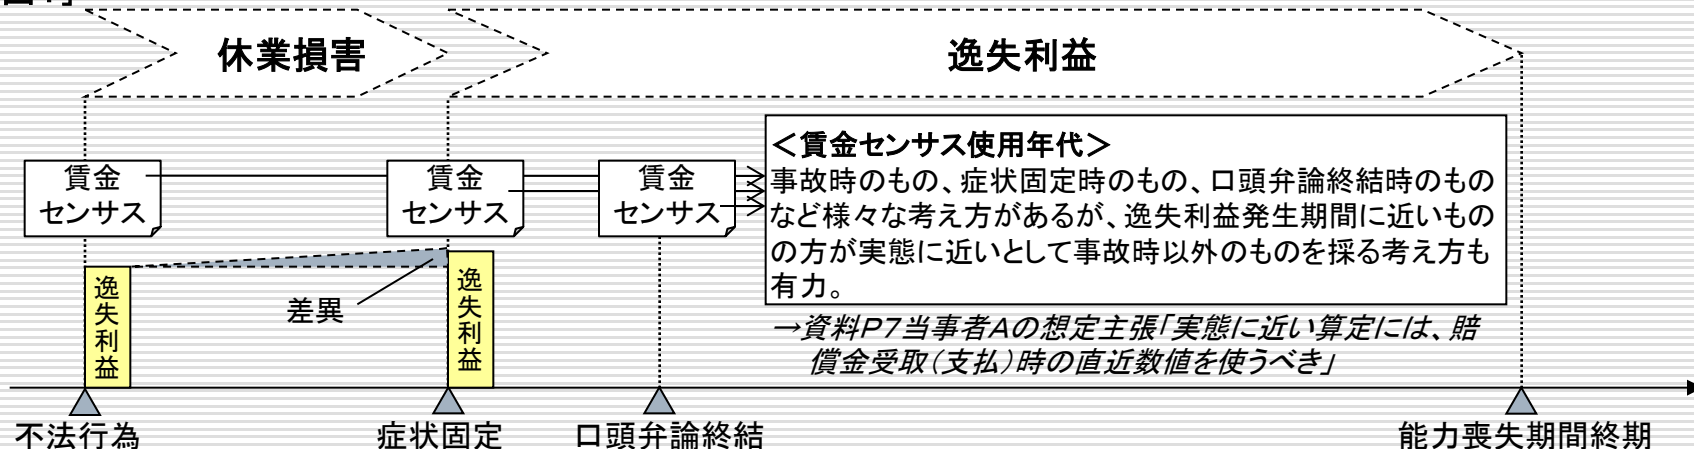 休業損害
逸失利益
賃金
センサス
賃金
センサス
賃金
センサス
＜賃金センサス使用年代＞
事故時のもの、症状固定時のもの、口頭弁論終結時のもの
など様々な考え方があるが、逸失利益発生期間に近いもの
の方が実態に近いとして事故時以外のものを採る考え方も
有力。
→資料P7当事者Aの想定主張「実態に近い算定には、賠
償金受取（支払）時の直近数値を使うべき」
逸失利益
差異
逸失利益
不法行為
症状固定
口頭弁論終結
能力喪失期間終期